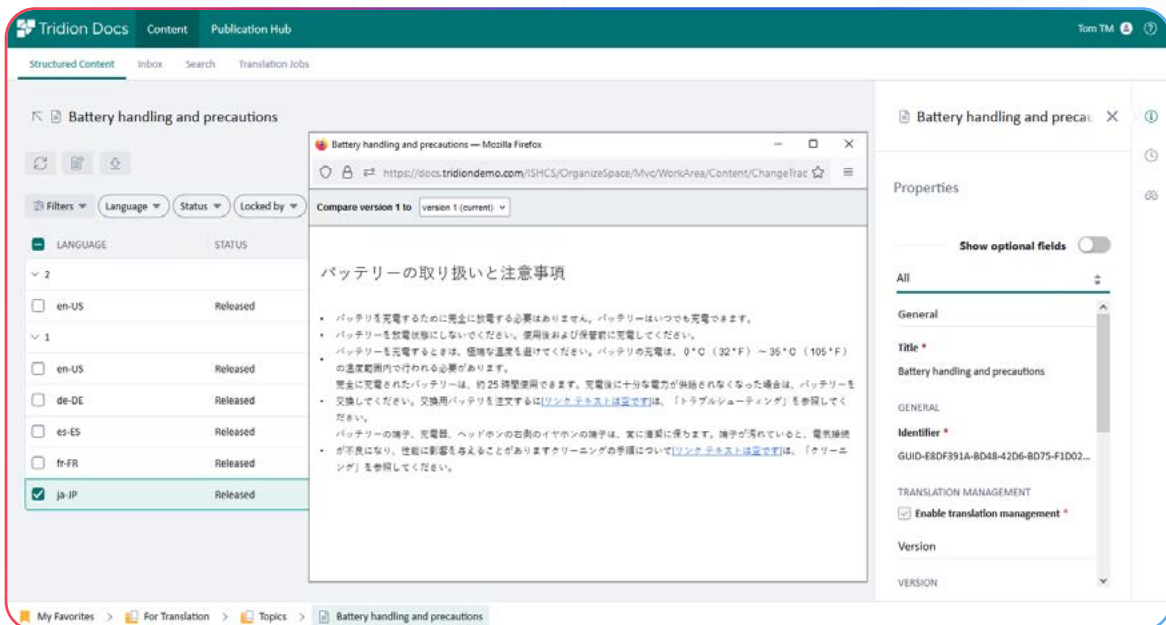 Tridion Docs Content Publication Hub Tom TM
Structured Content Inbox Search Translation Jobs
Battery handling and precautions
Filters Language Status Locked by
LANGUAGE STATUS
2
en-US Released
1
en-US Released
de-DE Released
es-ES Released
fr-FR Released
ja-JP Released
Battery handling and precautions — Mozilla Firefox
https://docs.tridiondemo.com/ISHCS/OrganizeSpace/Mvc/WorkArea/Content/ChangeTrac
Compare version 1 to version 1 (current)
バッテリーの取り扱いと注意事項
• バッテリを充電するために完全に放電する必要はありません。バッテリーはいつでも充電できます。
• バッテリーを放電状態にしないでください。使用後および保管前に充電してください。
バッテリーを充電するときは、極端な温度を避けてください。バッテリの充電は、0°C（32°F）～35°C（105°F）
• の温度範囲内で行われる必要があります。
完全に充電されたバッテリーは、約25時間使用できます。充電後に十分な電力が供給されなくなった場合は、バッテリーを
• 交換してください。交換用バッテリを注文するに[リンク テキストは空です]は、「トラブルシューティング」を参照してく
ださい。
バッテリーの端子、充電器、ヘッドホンの右側のイヤホンの端子は、常に清潔に保ちます。端子が汚れていると、電気接続
• が不良になり、性能に影響を与えることがありますクリーニングの手順について[リンク テキストは空です]は、「クリーニ
ング」を参照してください。
Battery handling and precau
Properties
Show optional fields
All
General
Title *
Battery handling and precautions
GENERAL
Identifier *
GUID-E8DF391A-BD48-42D6-BD75-F1D02...
TRANSLATION MANAGEMENT
Enable translation management *
Version
VERSION
My Favorites > For Translation > Topics > Battery handling and precautions